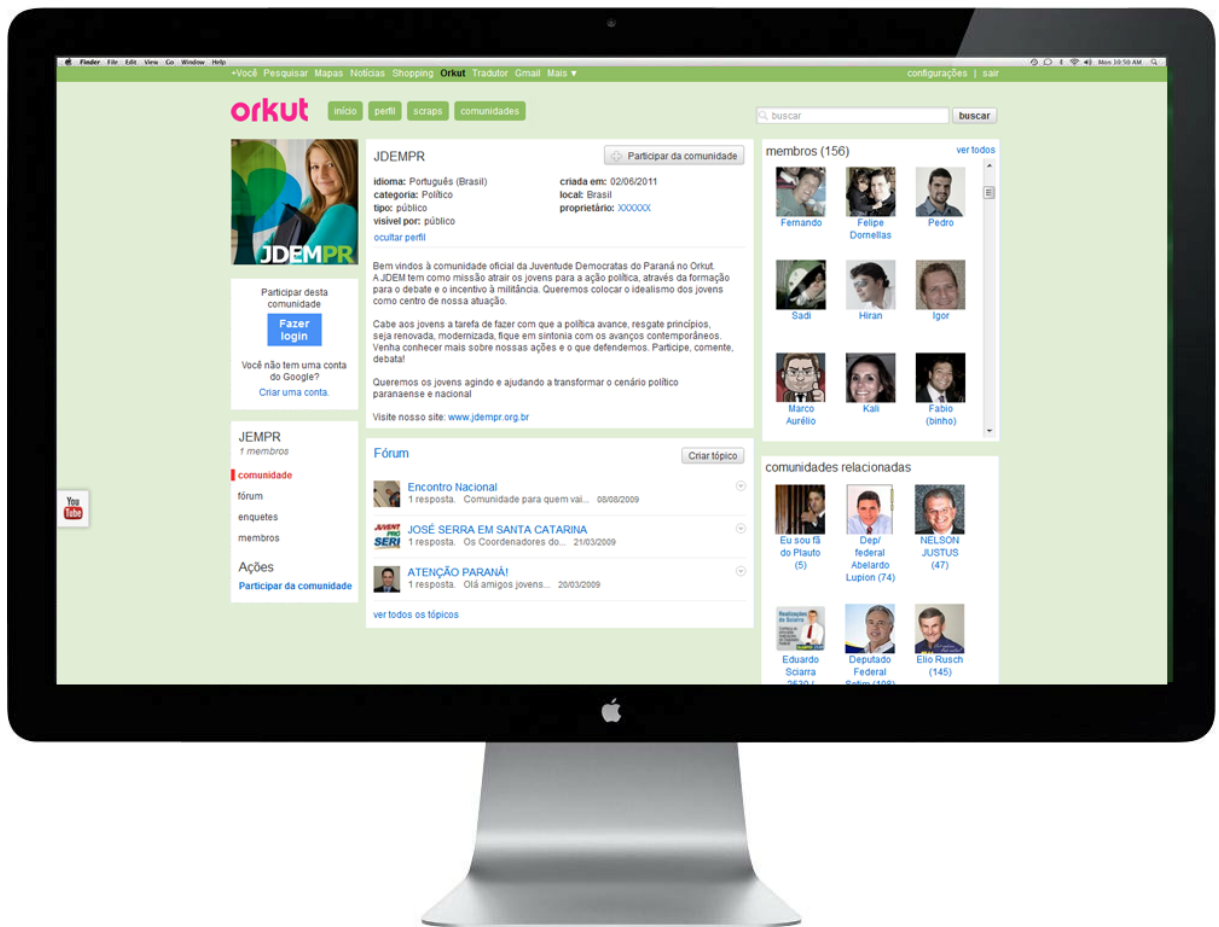 Finder File Edit View Go Window Help
Mon 10:50 AM
+Você Pesquisar Mapas Notícias Shopping Orkut Tradutor Gmail Mais ▼
configurações | sair
orkut
início
perfil
scraps
comunidades
buscar
buscar
JDEMPR
Participar desta
comunidade
Fazer
login
Você não tem uma conta
do Google?
Criar uma conta.
JEMPR
1 membros
comunidade
fórum
enquetes
membros
Ações
Participar da comunidade
JDEMPR
Participar da comunidade
idioma: Português (Brasil)
categoria: Político
tipo: público
visível por: público
ocultar perfil
criada em: 02/06/2011
local: Brasil
proprietário: XXXXXX
Bem vindos à comunidade oficial da Juventude Democratas do Paraná no Orkut.
A JDEM tem como missão atrair os jovens para a ação política, através da formação
para o debate e o incentivo à militância. Queremos colocar o idealismo dos jovens
como centro de nossa atuação.
Cabe aos jovens a tarefa de fazer com que a política avance, resgate princípios,
seja renovada, modernizada, fique em sintonia com os avanços contemporâneos.
Venha conhecer mais sobre nossas ações e o que defendemos. Participe, comente,
debata!
Queremos os jovens agindo e ajudando a transformar o cenário político
paranaense e nacional
Visite nosso site: www.jdempr.org.br
Fórum
Criar tópico
Encontro Nacional
1 resposta. Comunidade para quem vai... 08/08/2009
JUVENT
PRÓ
SERI
JOSÉ SERRA EM SANTA CATARINA
1 resposta. Os Coordenadores do... 21/03/2009
ATENÇÃO PARANÁ!
1 resposta. Olá amigos jovens... 20/03/2009
ver todos os tópicos
membros (156)
ver todos
Fernando
Felipe
Dornellas
Pedro
Sadi
Hiran
Igor
Marco
Aurélio
Kali
Fabio
(binho)
comunidades relacionadas
Eu sou fã
do Plauto
(5)
Dep/
federal
Abelardo
Lupion (74)
NELSON
JUSTUS
(47)
Realizações
do Sciarra
Eduardo
Sciarra
Deputado
Federal
Elio Rusch
(145)
You
Tube